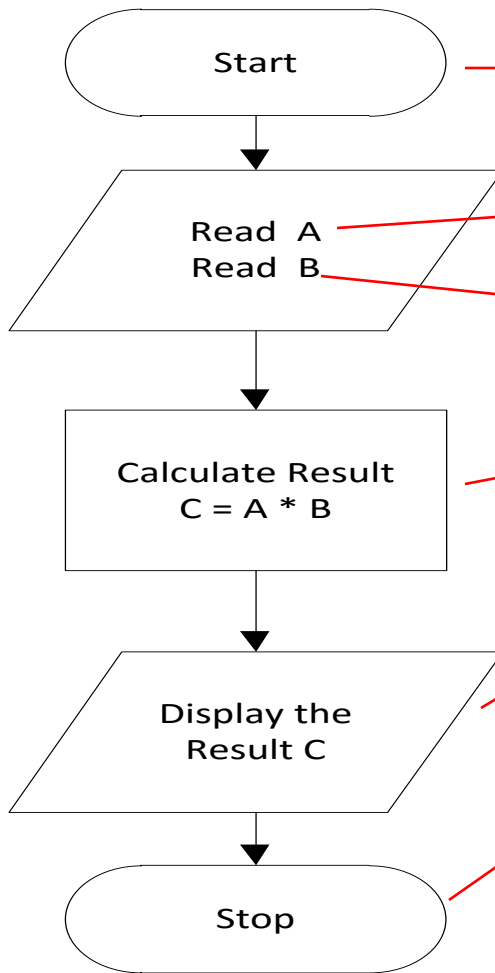 Start
Read A
Read B
Calculate Result
C = A * B
Display the
Result C
Stop